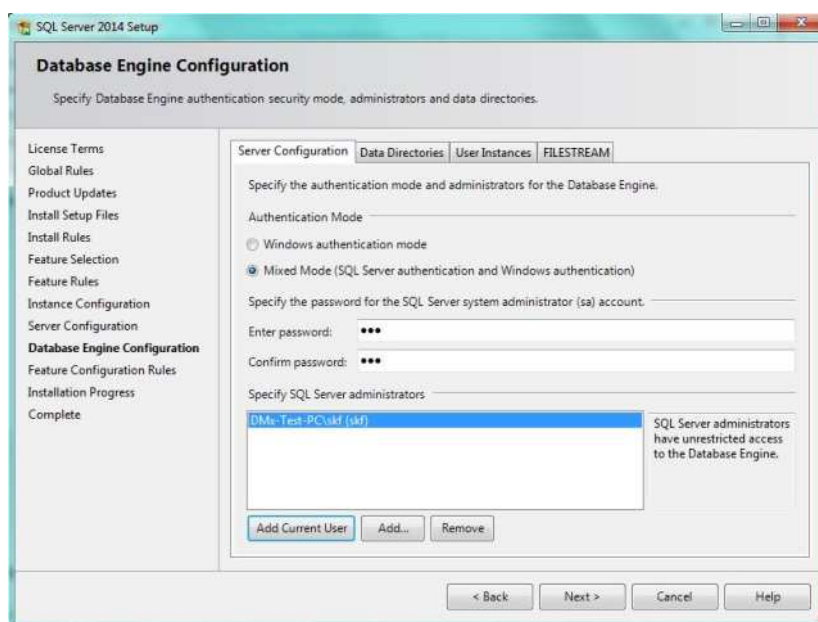 SQL Server 2014 Setup
Database Engine Configuration
Specify Database Engine authentication security mode, administrators and data directories.
License Terms
Global Rules
Product Updates
Install Setup Files
Install Rules
Feature Selection
Feature Rules
Instance Configuration
Server Configuration
Database Engine Configuration
Feature Configuration Rules
Installation Progress
Complete
Server Configuration Data Directories User Instances FILESTREAM
Specify the authentication mode and administrators for the Database Engine.
Authentication Mode
Windows authentication mode
Mixed Mode (SQL Server authentication and Windows authentication)
Specify the password for the SQL Server system administrator (sa) account.
Enter password: •••
Confirm password: •••
Specify SQL Server administrators
DMx-Test-PC\skf (skf)
SQL Server administrators
have unrestricted access
to the Database Engine.
Add Current User Add... Remove
< Back Next > Cancel Help